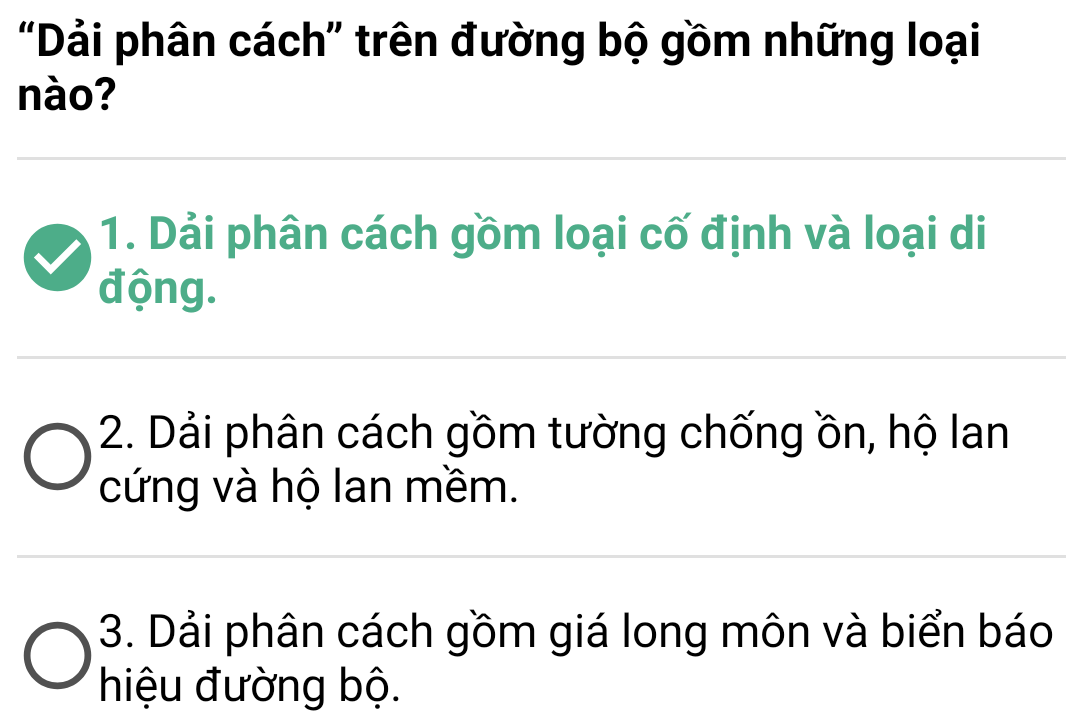 “Dải phân cách” trên đường bộ gồm những loại
nào?
1. Dải phân cách gồm loại cố định và loại di
động.
2. Dải phân cách gồm tường chống ồn, hộ lan
cứng và hộ lan mềm.
3. Dải phân cách gồm giá long môn và biển báo
hiệu đường bộ.